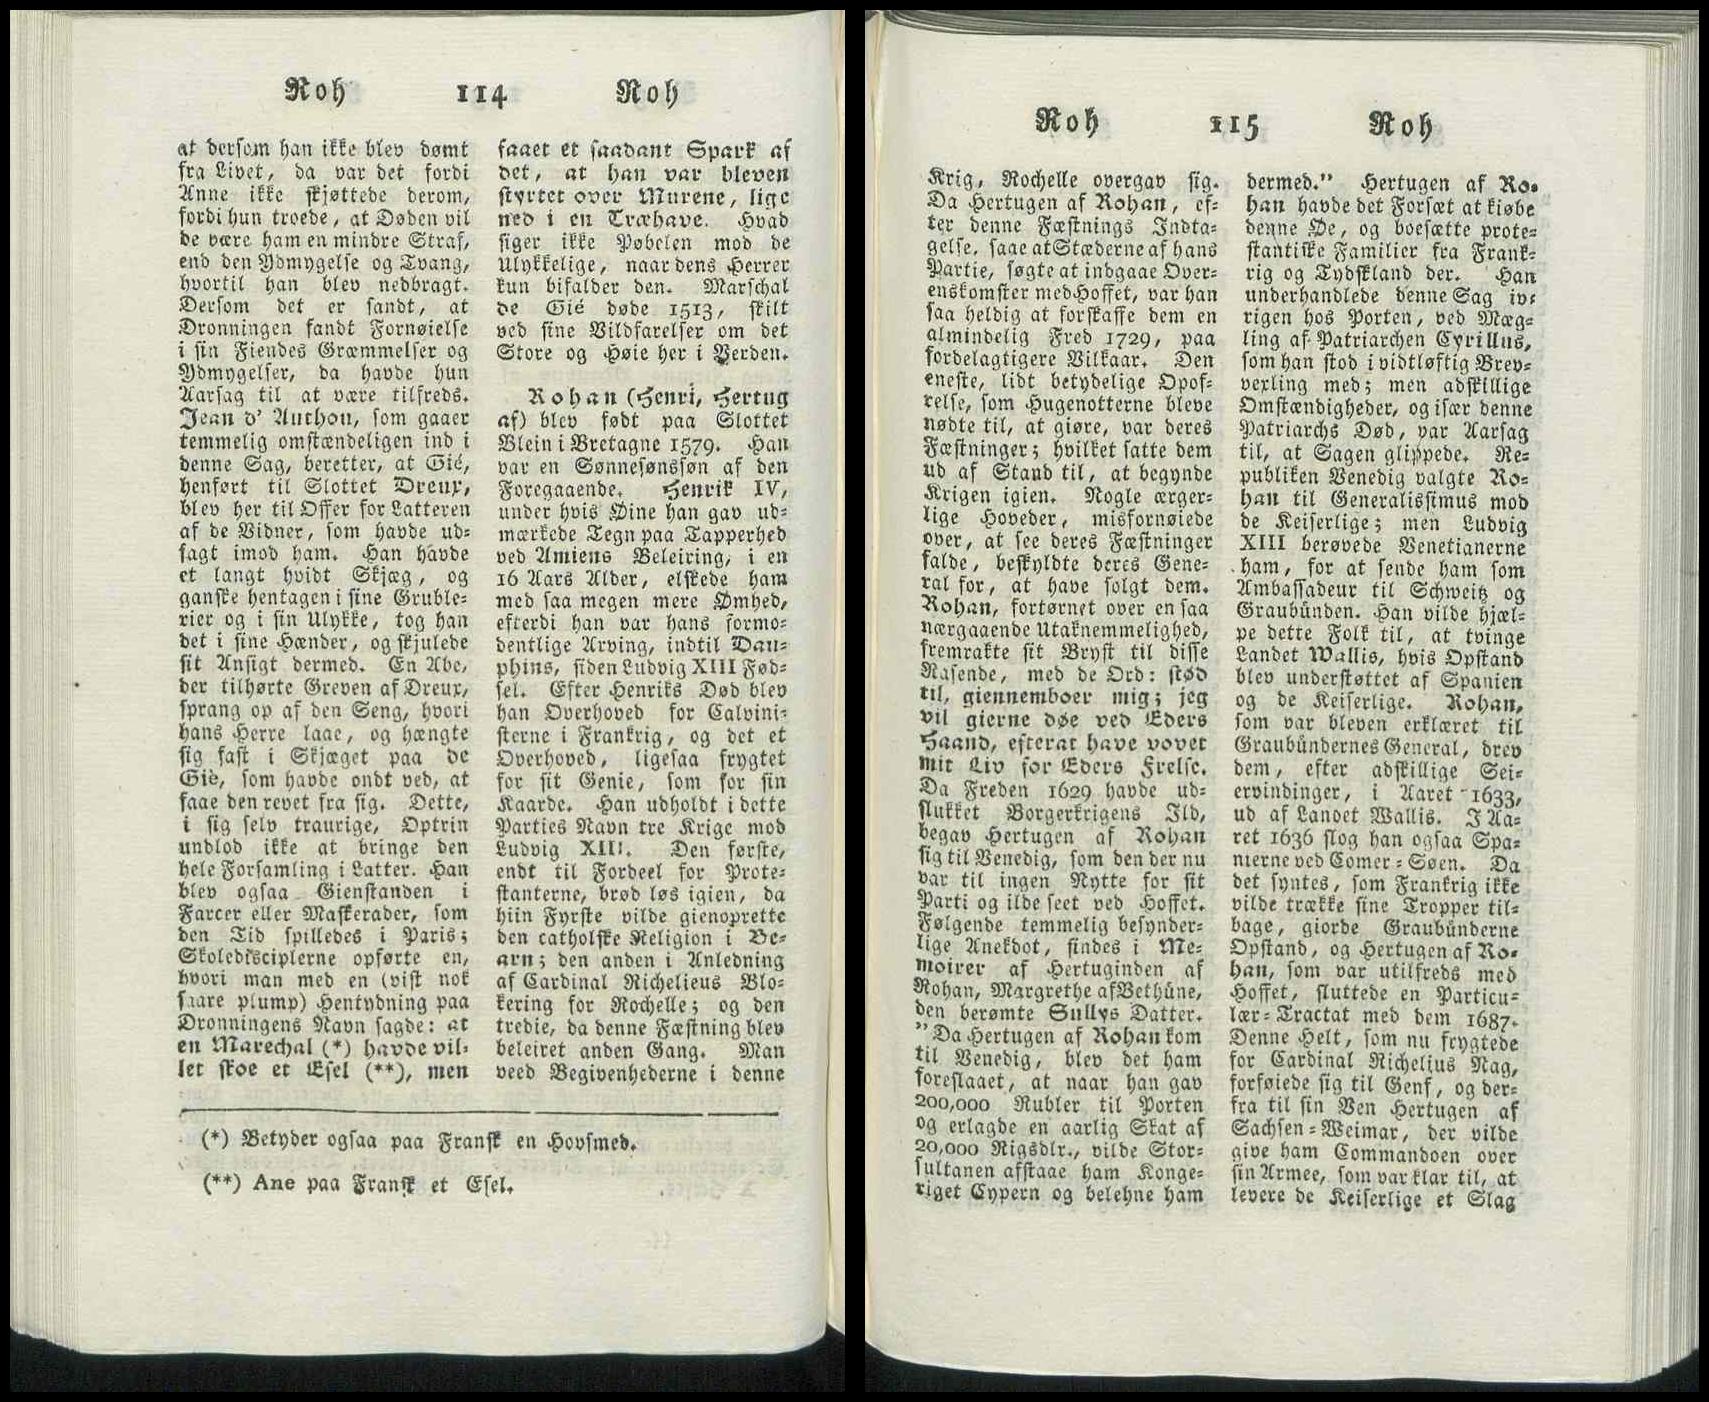 Roh 114 Roh
at dersom han ikke blev dømt
fra Livet, da var det fordi
Anne ikke skjøttede derom,
fordi hun troede, at Døden vil
de være ham en mindre Straf,
end den Ydmygelse og Tvang,
hvortil han blev nedbragt.
Dersom det er sandt, at
Dronningen fandt Fornøielse
i sin Fiendes Græmmelser og
Ydmygelser, da havde hun
Aarsag til at være tilfreds.
Jean d' Authon, som gaaer
temmelig omstændeligen ind i
denne Sag, beretter, at Gié,
henført til Slottet Dreux,
blev her til Offer for Latteren
af de Vidner, som havde ud-
sagt imod ham. Han havde
et langt hvidt Skjæg, og
ganske hentagen i sine Gruble-
rier og i sin Ulykke, tog han
det i sine Hænder, og skjulede
sit Ansigt dermed. En Abe,
der tilhørte Greven af Dreux,
sprang op af den Seng, hvori
hans Herre laae, og hængte
sig fast i Skjæget paa de
Giè, som havde ondt ved, at
faae den revet fra sig. Dette,
i sig selv traurige, Optrin
undlod ikke at bringe den
hele Forsamling i Latter. Han
blev ogsaa Gienstanden i
Farcer eller Maskerader, som
den Tid spilledes i Paris;
Skoledisciplerne opførte en,
hvori man med en (vist nok
saare plump) Hentydning paa
Dronningens Navn sagde: at
en Marechal (*) havde vil-
let skoe et Esel (**), men
faaet et saadant Spark af
det, at han var bleven
styrtet over Murene, lige
ned i en Træhave. Hvad
siger ikke Pøbelen mod de
Ulykkelige, naar dens Herrer
kun bifalder den. Marschal
de Gié døde 1513, skilt
ved sine Vildfarelser om det
Store og Høie her i Verden.
Rohan (Henri, Hertug
af) blev født paa Slottet
Blein i Bretagne 1579. Han
var en Sønnesønssøn af den
Foregaaende. Henrik IV,
under hvis Øine han gav ud-
mærkede Tegn paa Tapperhed
ved Amiens Beleiring, i en
16 Aars Alder, elskede ham
med saa megen mere Ømhed,
efterdi han var hans formo-
dentlige Arving, indtil Dau-
phins, siden Ludvig XIII Fød-
sel. Efter Henriks Død blev
han Overhoved for Calvini-
sterne i Frankrig, og det et
Overhoved, ligesaa frygtet
for sit Genie, som for sin
Kaarde. Han udholdt i dette
Parties Navn tre Krige mod
Ludvig XIII. Den første,
endt til Fordeel for Prote-
stanterne, brød løs igien, da
hiin Fyrste vilde gienoprette
den catholske Religion i Be-
arn; den anden i Anledning
af Cardinal Richelieus Blo-
kering for Rochelle; og den
tredie, da denne Fæstning blev
beleiret anden Gang. Man
veed Begivenhederne i denne
(*) Betyder ogsaa paa Fransk en Hovsmed.
(**) Ane paa Fransk et Esel.
Roh 115 Roh
Krig, Rochelle overgav sig.
Da Hertugen af Rohan, ef-
ter denne Fæstnings Indta-
gelse, saae at Stæderne af hans
Partie, søgte at indgaae Over-
enskomster med Hoffet, var han
saa heldig at forskaffe dem en
almindelig Fred 1729, paa
fordelagtigere Vilkaar. Den
eneste, lidt betydelige Opof-
relse, som Hugenotterne bleve
nødte til, at giøre, var deres
Fæstninger; hvilket satte dem
ud af Stand til, at begynde
Krigen igien. Nogle ærger-
lige Hoveder, misfornøiede
over, at see deres Fæstninger
falde, beskyldte deres Gene-
ral for, at have solgt dem.
Rohan, fortørnet over en saa
nærgaaende Utaknemmelighed,
fremrakte sit Bryst til disse
Rasende, med de Ord: stød
til, giennemboer mig; jeg
vil gierne døe ved Eders
Haand, efterat have vovet
mit Liv for Eders Frelse.
Da Freden 1629 havde ud-
slukket Borgerkrigens Ild,
begav Hertugen af Rohan
sig til Venedig, som den der nu
var til ingen Nytte for sit
Parti og ilde seet ved Hoffet.
Følgende temmelig besynder-
lige Anekdot, findes i Me-
moirer af Hertuginden af
Rohan, Margrethe af Bethûne,
den berømte Sullys Datter.
"Da Hertugen af Rohan kom
til Venedig, blev det ham
foreslaaet, at naar han gav
200,000 Rubler til Porten
og erlagde en aarlig Skat af
20,000 Rigsdlr., vilde Stor-
sultanen afstaae ham Konge-
riget Cypern og belehne ham
dermed." Hertugen af Ro-
han havde det Forsæt at kiøbe
denne Øe, og boesætte prote-
stantiske Familier fra Frank-
rig og Tydskland der. Han
underhandlede denne Sag iv-
rigen hos Porten, ved Mæg-
ling af Patriarchen Cyrillus,
som han stod i vidtløftig Brev-
vexling med; men adskillige
Omstændigheder, og især denne
Patriarchs Død, var Aarsag
til, at Sagen glippede. Re-
publiken Venedig valgte Ro-
han til Generalissimus mod
de Keiserlige; men Ludvig
XIII berøvede Venetianerne
ham, for at sende ham som
Ambassadeur til Schweitz og
Graubûnden. Han vilde hjæl-
pe dette Folk til, at tvinge
Landet Wallis, hvis Opstand
blev understøttet af Spanien
og de Keiserlige. Rohan,
som var bleven erklæret til
Graubûndernes General, drev
dem, efter adskillige Sei-
ervindinger, i Aaret 1633,
ud af Landet Wallis. I Aa-
ret 1636 slog han ogsaa Spa-
nierne ved Comer-Søen. Da
det syntes, som Frankrig ikke
vilde trække sine Tropper til-
bage, giorde Graubûnderne
Opstand, og Hertugen af Ro-
han, som var utilfreds med
Hoffet, sluttede en Particu-
lær-Tractat med dem 1687.
Denne Helt, som nu frygtede
for Cardinal Richelius Nag,
forføiede sig til Genf, og der-
fra til sin Ven Hertugen af
Sachsen-Weimar, der vilde
give ham Commandoen over
sin Armee, som var klar til, at
levere de Keiserlige et Slag